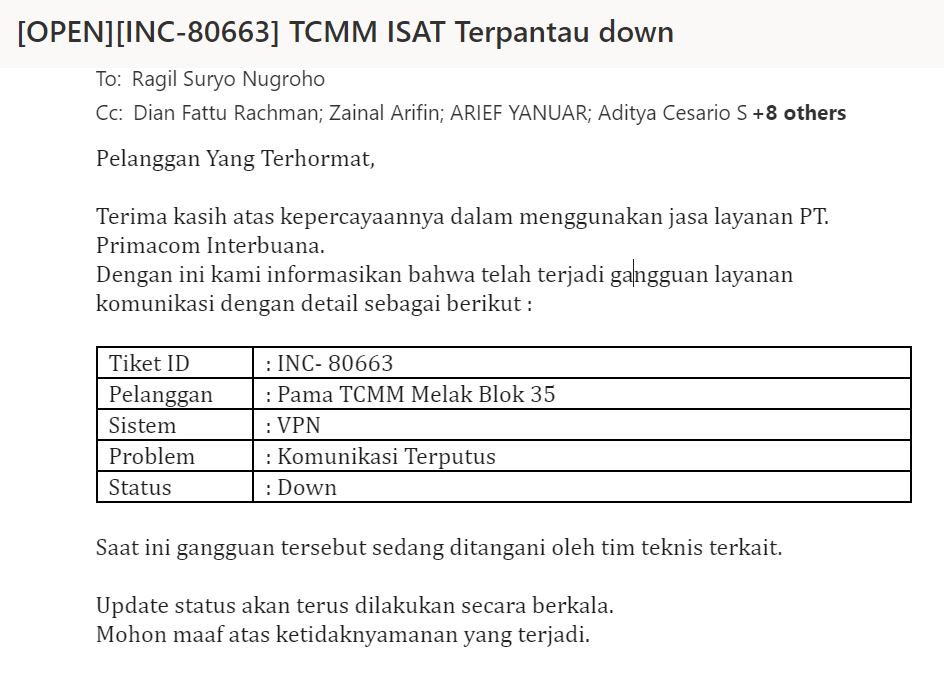 [OPEN][INC-80663] TCMM ISAT Terpantau down
To: Ragil Suryo Nugroho
Cc: Dian Fattu Rachman; Zainal Arifin; ARIEF YANUAR; Aditya Cesario S +8 others
Pelanggan Yang Terhormat,
Terima kasih atas kepercayaannya dalam menggunakan jasa layanan PT.
Primacom Interbuana.
Dengan ini kami informasikan bahwa telah terjadi gangguan layanan
komunikasi dengan detail sebagai berikut :
Tiket ID : INC- 80663
Pelanggan : Pama TCMM Melak Blok 35
Sistem : VPN
Problem : Komunikasi Terputus
Status : Down
Saat ini gangguan tersebut sedang ditangani oleh tim teknis terkait.
Update status akan terus dilakukan secara berkala.
Mohon maaf atas ketidaknyamanan yang terjadi.